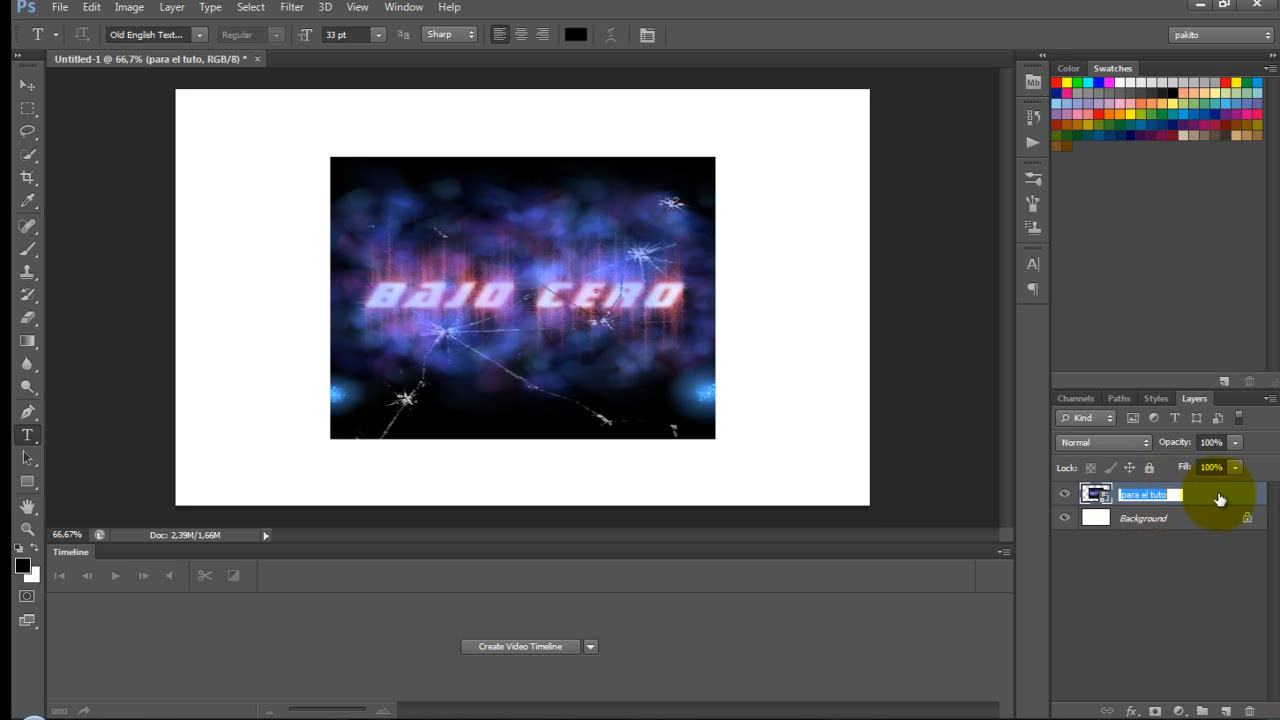 Ps File Edit Image Layer Type Select Filter 3D View Window Help
T T Old English Text... Regular T 33 pt aa Sharp pakito
Untitled-1 @ 66,7% (para el tuto, RGB/8) * ×
Color Swatches
Mb
BAJO CERO
A
Channels Paths Styles Layers
Kind T
Normal Opacity: 100%
Lock: Fill: 100%
para el tuto
Background
66,67% Doc: 2,39M/1,66M
Timeline
Create Video Timeline
fx